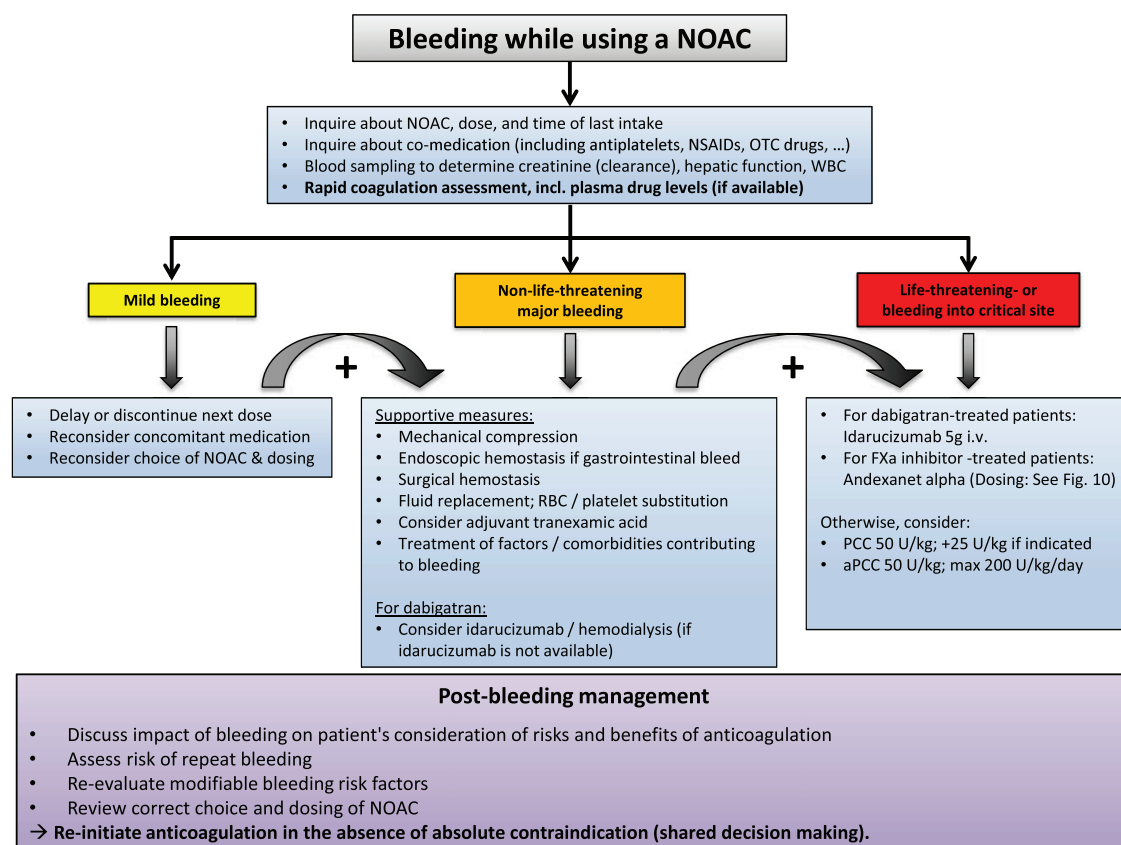 Bleeding while using a NOAC
• Inquire about NOAC, dose, and time of last intake
• Inquire about co-medication (including antiplatelets, NSAIDs, OTC drugs, …)
• Blood sampling to determine creatinine (clearance), hepatic function, WBC
• Rapid coagulation assessment, incl. plasma drug levels (if available)
Mild bleeding
Non-life-threatening
major bleeding
Life-threatening- or
bleeding into critical site
+
+
• Delay or discontinue next dose
• Reconsider concomitant medication
• Reconsider choice of NOAC & dosing
Supportive measures:
• Mechanical compression
• Endoscopic hemostasis if gastrointestinal bleed
• Surgical hemostasis
• Fluid replacement; RBC / platelet substitution
• Consider adjuvant tranexamic acid
• Treatment of factors / comorbidities contributing
to bleeding
For dabigatran:
• Consider idarucizumab / hemodialysis (if
idarucizumab is not available)
• For dabigatran-treated patients:
Idarucizumab 5g i.v.
• For FXa inhibitor -treated patients:
Andexanet alpha (Dosing: See Fig. 10)
Otherwise, consider:
• PCC 50 U/kg; +25 U/kg if indicated
• aPCC 50 U/kg; max 200 U/kg/day
Post-bleeding management
• Discuss impact of bleeding on patient's consideration of risks and benefits of anticoagulation
• Assess risk of repeat bleeding
• Re-evaluate modifiable bleeding risk factors
• Review correct choice and dosing of NOAC
→ Re-initiate anticoagulation in the absence of absolute contraindication (shared decision making).